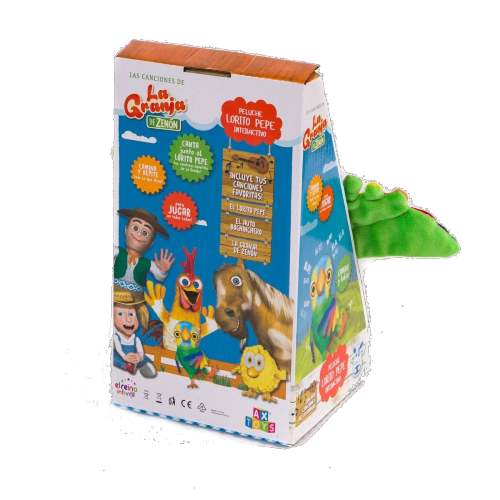 LAS CANCIONES DE
La
Granja
DE ZENÓN
PELUCHE
LORITO PEPE
INTERACTIVO
CANTA
junto al
LORITO PEPE
CAMINA
Y REPITE
para
JUGAR
INCLUYE TUS
CANCIONES
FAVORITAS!
EL LORITO PEPE
EL AUTO
LA GRANJA
DE ZENÓN
el reino
infantil
CE
AX
TOYS
PELUCHE
LORITO PEPE